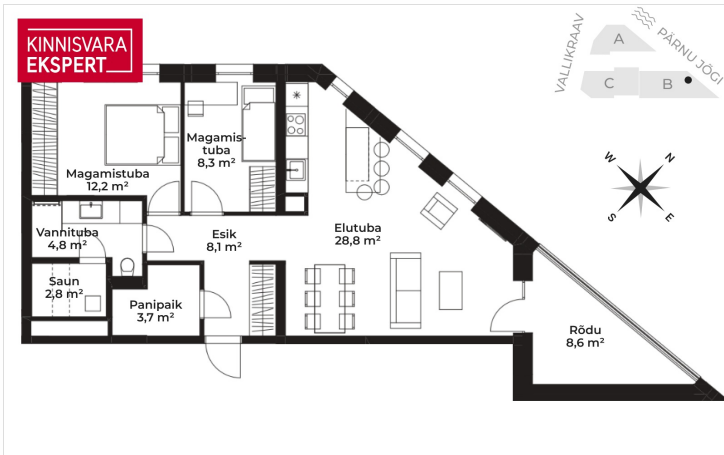 KINNISVARA
EKSPERT
VALLIKRAAV
PÄRNU JÕGI
A
C
B
W
N
S
E
Magamistuba
12,2 m²
Magamis-
tuba
8,3 m²
Vannituba
4,8 m²
Esik
8,1 m²
Elutuba
28,8 m²
Saun
2,8 m²
Panipaik
3,7 m²
Rõdu
8,6 m²